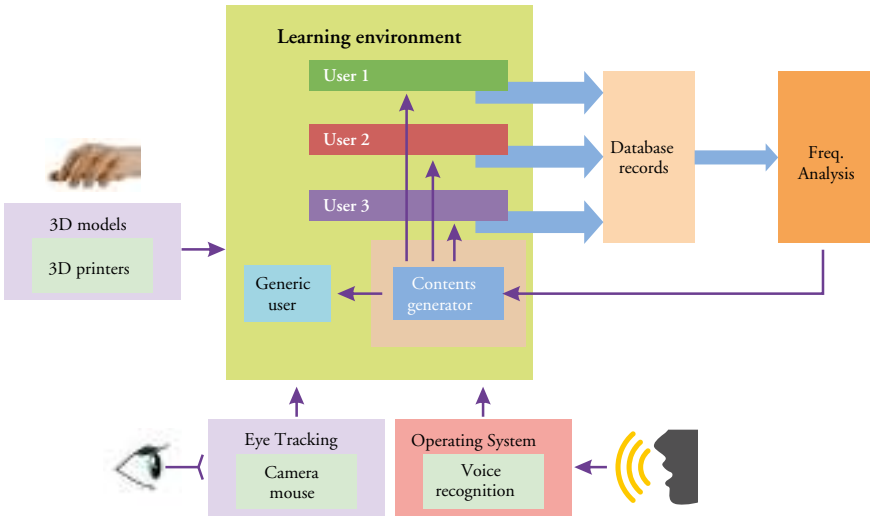 Learning environment
User 1
User 2
User 3
Database
records
Freq.
Analysis
3D models
3D printers
Generic
user
Contents
generator
Eye Tracking
Camera
mouse
Operating System
Voice
recognition